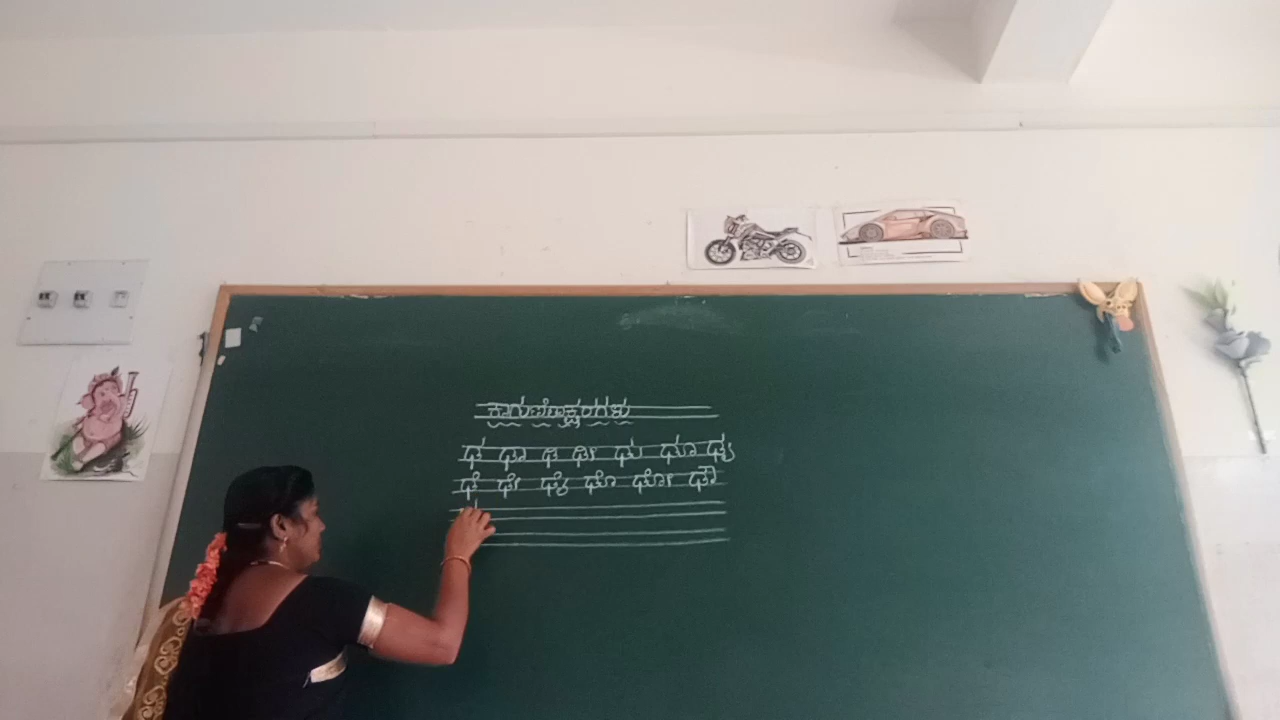 ಕಾಗುಣಿತಾಕ್ಷರಗಳು
ಧ ಧಾ ಧಿ ಧೀ ಧು ಧೂ ಧೃ
ಧೆ ಧೇ ಧೈ ಧೊ ಧೋ ಧೌ